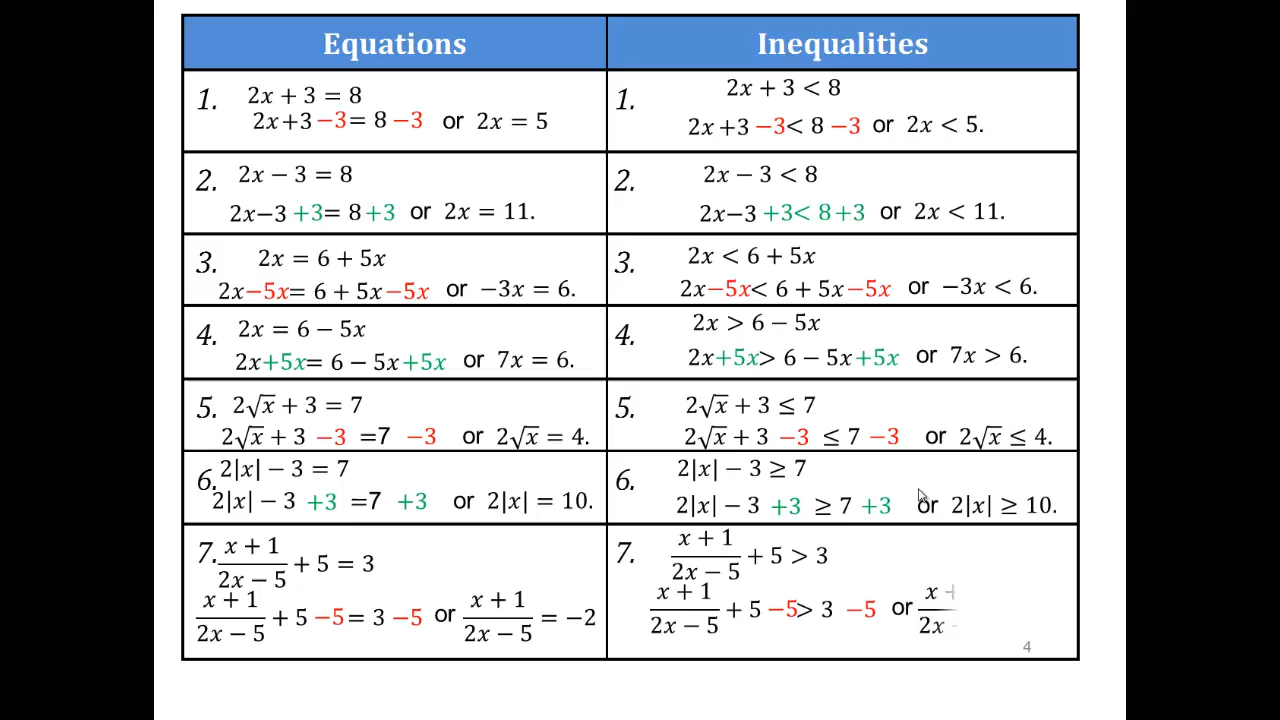 Equations
Inequalities
1. 2x + 3 = 8
2x+3 −3= 8 −3 or 2x = 5
1. 2x + 3 < 8
2x+3 −3< 8 −3 or 2x < 5.
2. 2x − 3 = 8
2x−3 +3= 8 +3 or 2x = 11.
2. 2x − 3 < 8
2x−3 +3< 8 +3 or 2x < 11.
3. 2x = 6 + 5x
2x−5x= 6 + 5x−5x or −3x = 6.
3. 2x < 6 + 5x
2x−5x< 6 + 5x−5x or −3x < 6.
4. 2x = 6 − 5x
2x+5x= 6 − 5x+5x or 7x = 6.
4. 2x > 6 − 5x
2x+5x> 6 − 5x+5x or 7x > 6.
5. 2√x + 3 = 7
2√x + 3 −3 =7 −3 or 2√x = 4.
5. 2√x + 3 ≤ 7
2√x + 3 −3 ≤ 7 −3 or 2√x ≤ 4.
6. 2|x| − 3 = 7
2|x| − 3 +3 =7 +3 or 2|x| = 10.
6. 2|x| − 3 ≥ 7
2|x| − 3 +3 ≥ 7 +3 or 2|x| ≥ 10.
7. (x + 1)/(2x − 5) + 5 = 3
(x + 1)/(2x − 5) + 5 −5= 3 −5 or (x + 1)/(2x − 5) = −2
7. (x + 1)/(2x − 5) + 5 > 3
(x + 1)/(2x − 5) + 5 −5> 3 −5 or (x +)/(2x −
4